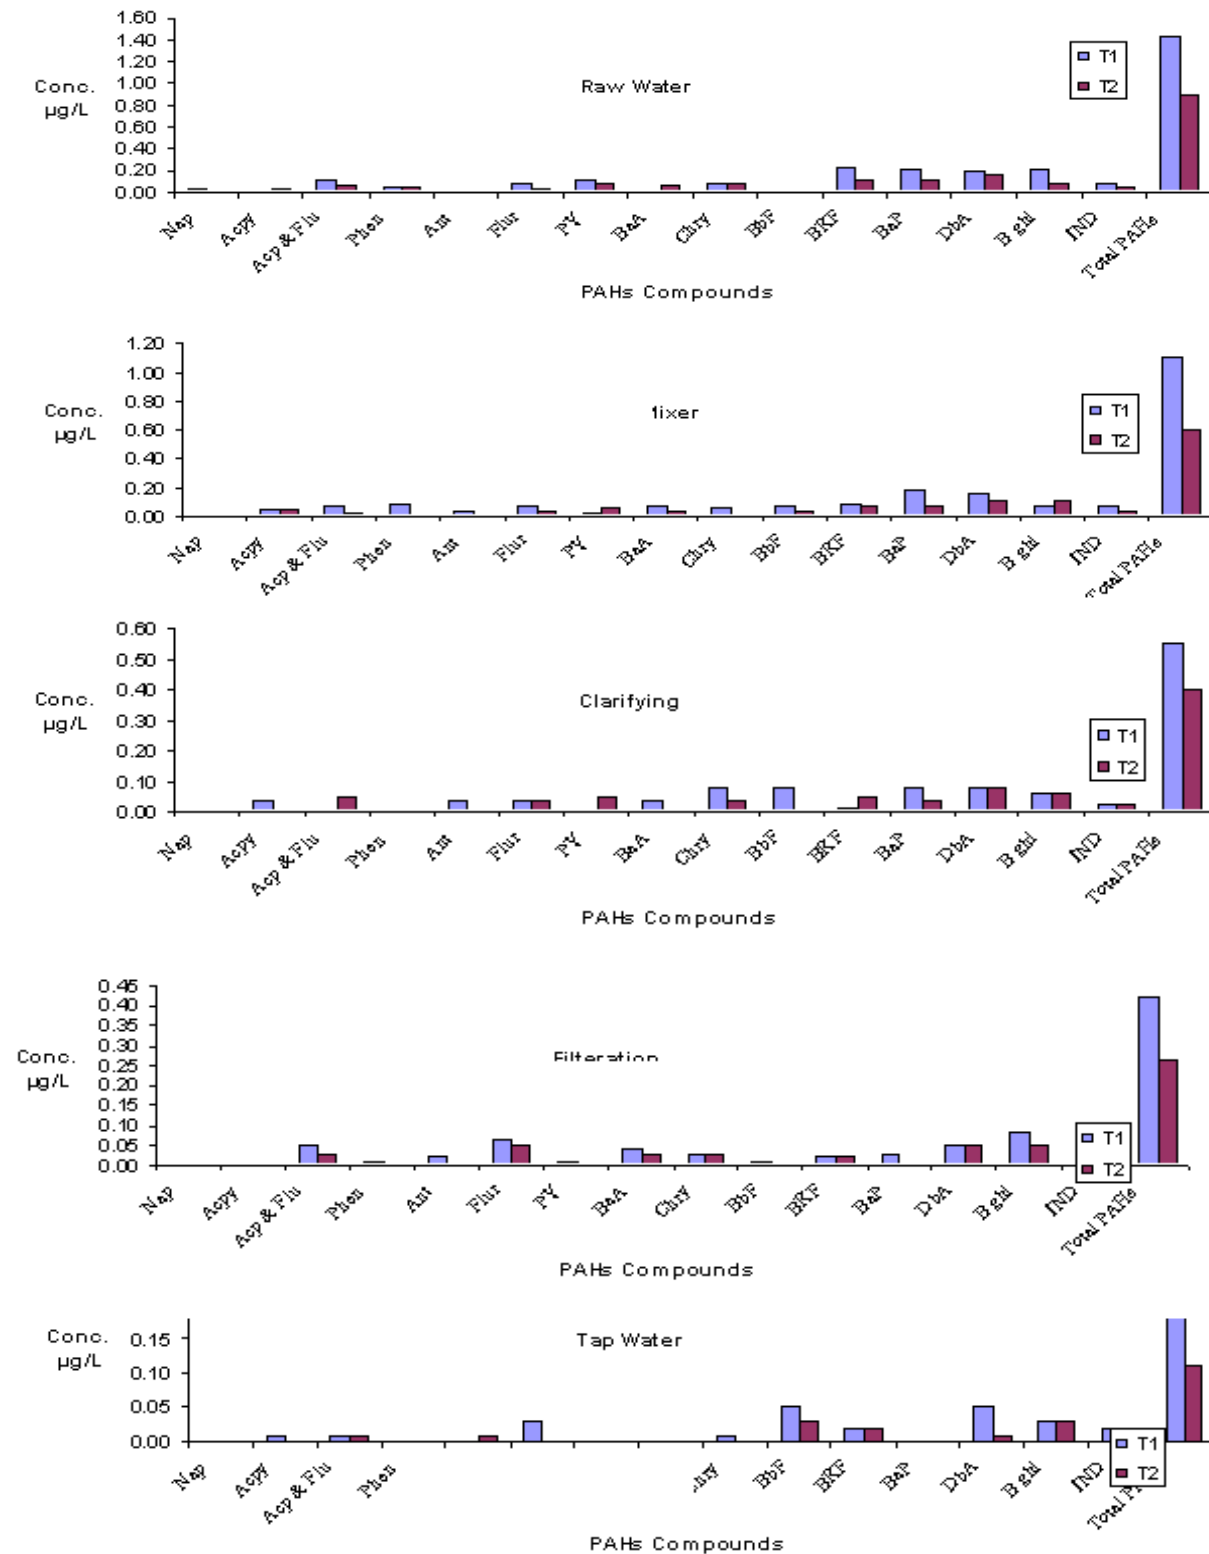 1.60
1.40
1.20
1.00
0.80
0.60
0.40
0.20
0.00
Conc.
µg/L
Raw Water
T1
T2
Nap Acpy Acp & Flu Phen Ant Flur PY BaA Chry BbF BKF BaP DbA B ghi IND Total PAHs
PAHs Compounds
1.20
1.00
0.80
0.60
0.40
0.20
0.00
Conc.
µg/L
T1
T2
Nap Acpy Acp & Flu Phen Ant Flur PY BaA Chry BbF BKF BaP DbA B ghi IND Total PAHs
0.60
0.50
0.40
0.30
0.20
0.10
0.00
Conc.
µg/L
Clarifying
T1
T2
Nap Acpy Acp & Flu Phen Ant Flur PY BaA Chry BbF BKF BaP DbA B ghi IND Total PAHs
PAHs Compounds
0.45
0.40
0.35
0.30
0.25
0.20
0.15
0.10
0.05
0.00
Conc.
µg/L
Filteration
T1
T2
Nap Acpy Acp & Flu Phen Ant Flur PY BaA Chry BbF BKF BaP DbA B ghi IND Total PAHs
PAHs Compounds
0.15
0.10
0.05
0.00
Conc.
µg/L
Tap Water
T1
T2
Nap Acpy Acp & Flu Phen BbF BKF BaP DbA B ghi IND Total
PAHs Compounds